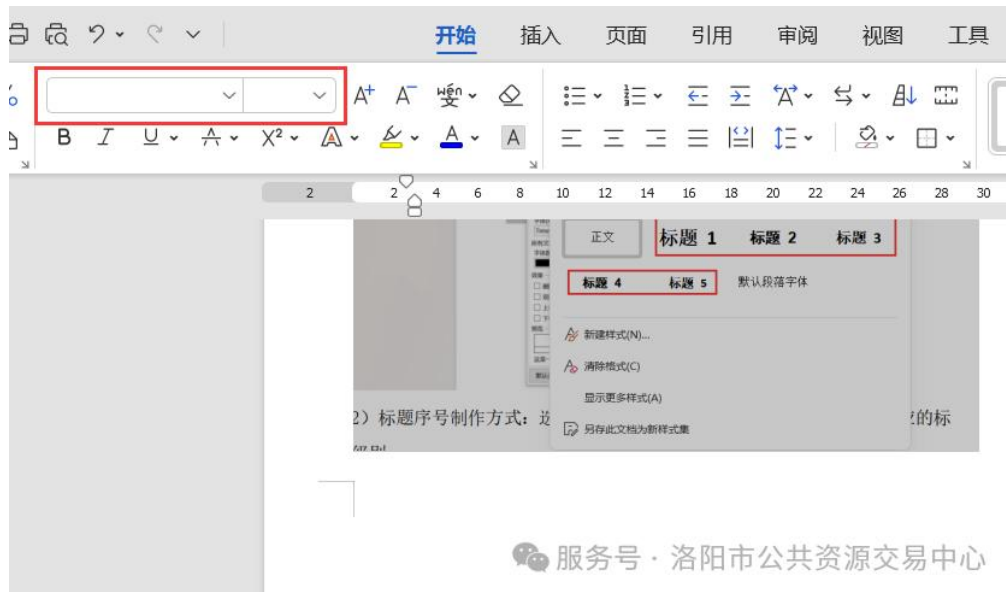 开始 插入 页面 引用 审阅 视图 工具
A+ A- wén 变
B I U A X² A A A
2 2 4 6 8 10 12 14 16 18 20 22 24 26 28 30
正文 标题 1 标题 2 标题 3
标题 4 标题 5 默认段落字体
新建样式(N)...
清除格式(C)
显示更多样式(A)
2）标题序号制作方式：
的标
另存此文档为新样式集
服务号 · 洛阳市公共资源交易中心